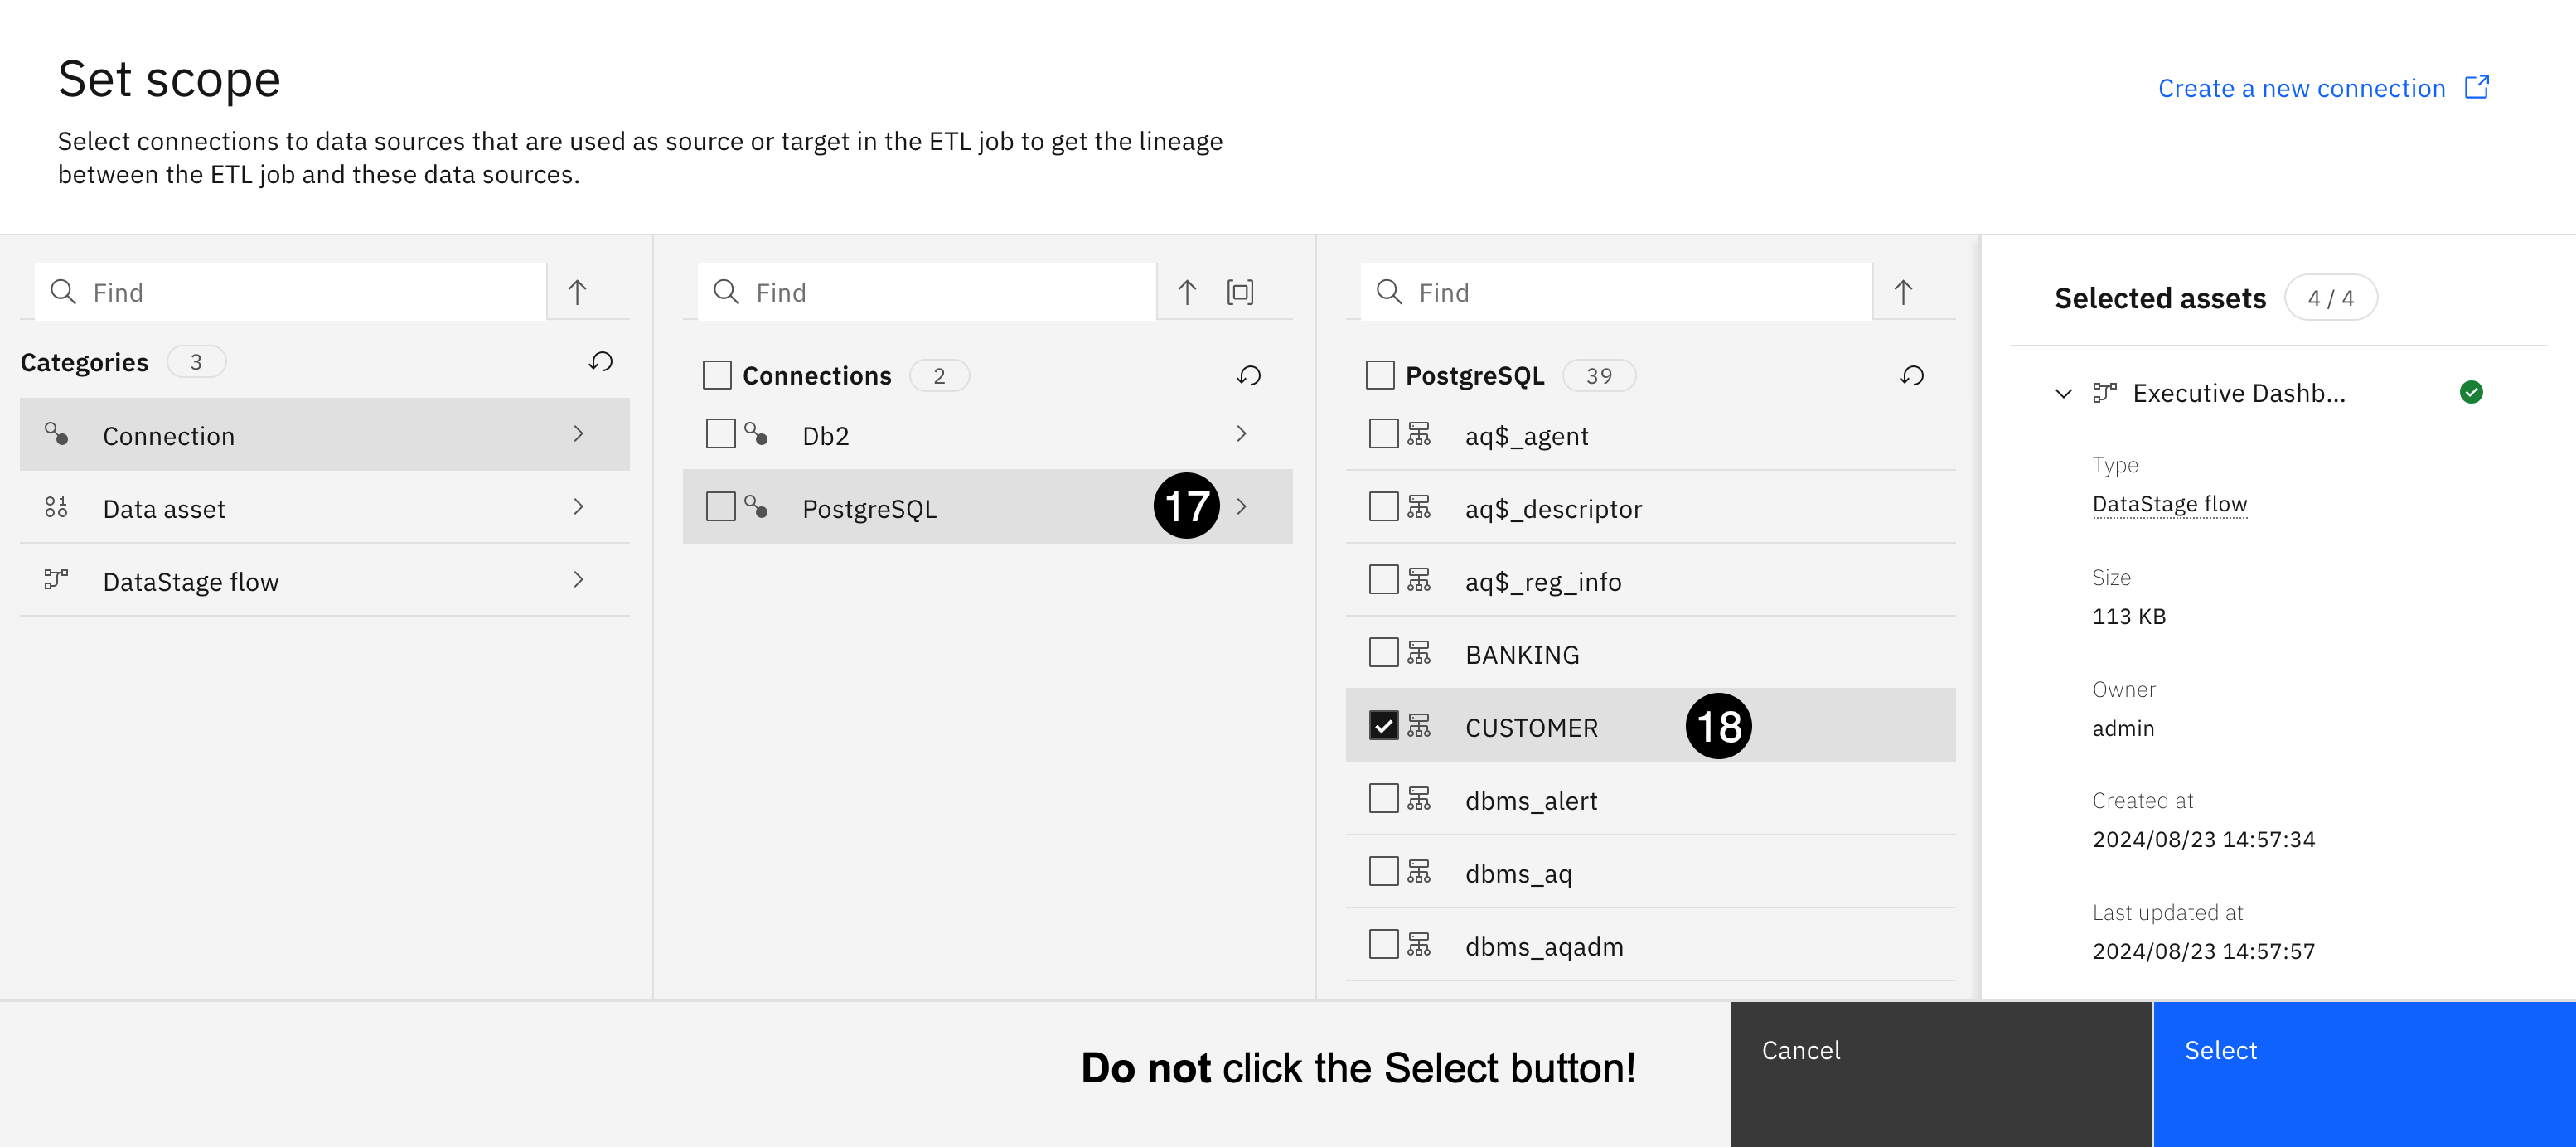 Set scope
Create a new connection
Select connections to data sources that are used as source or target in the ETL job to get the lineage
between the ETL job and these data sources.
Find
Categories 3
Connection
Data asset
DataStage flow
Find
Connections 2
Db2
PostgreSQL 17
Find
PostgreSQL 39
aq$_agent
aq$_descriptor
aq$_reg_info
BANKING
CUSTOMER 18
dbms_alert
dbms_aq
dbms_aqadm
Selected assets 4 / 4
Executive Dashb...
Type
DataStage flow
Size
113 KB
Owner
admin
Created at
2024/08/23 14:57:34
Last updated at
2024/08/23 14:57:57
Do not click the Select button!
Cancel
Select